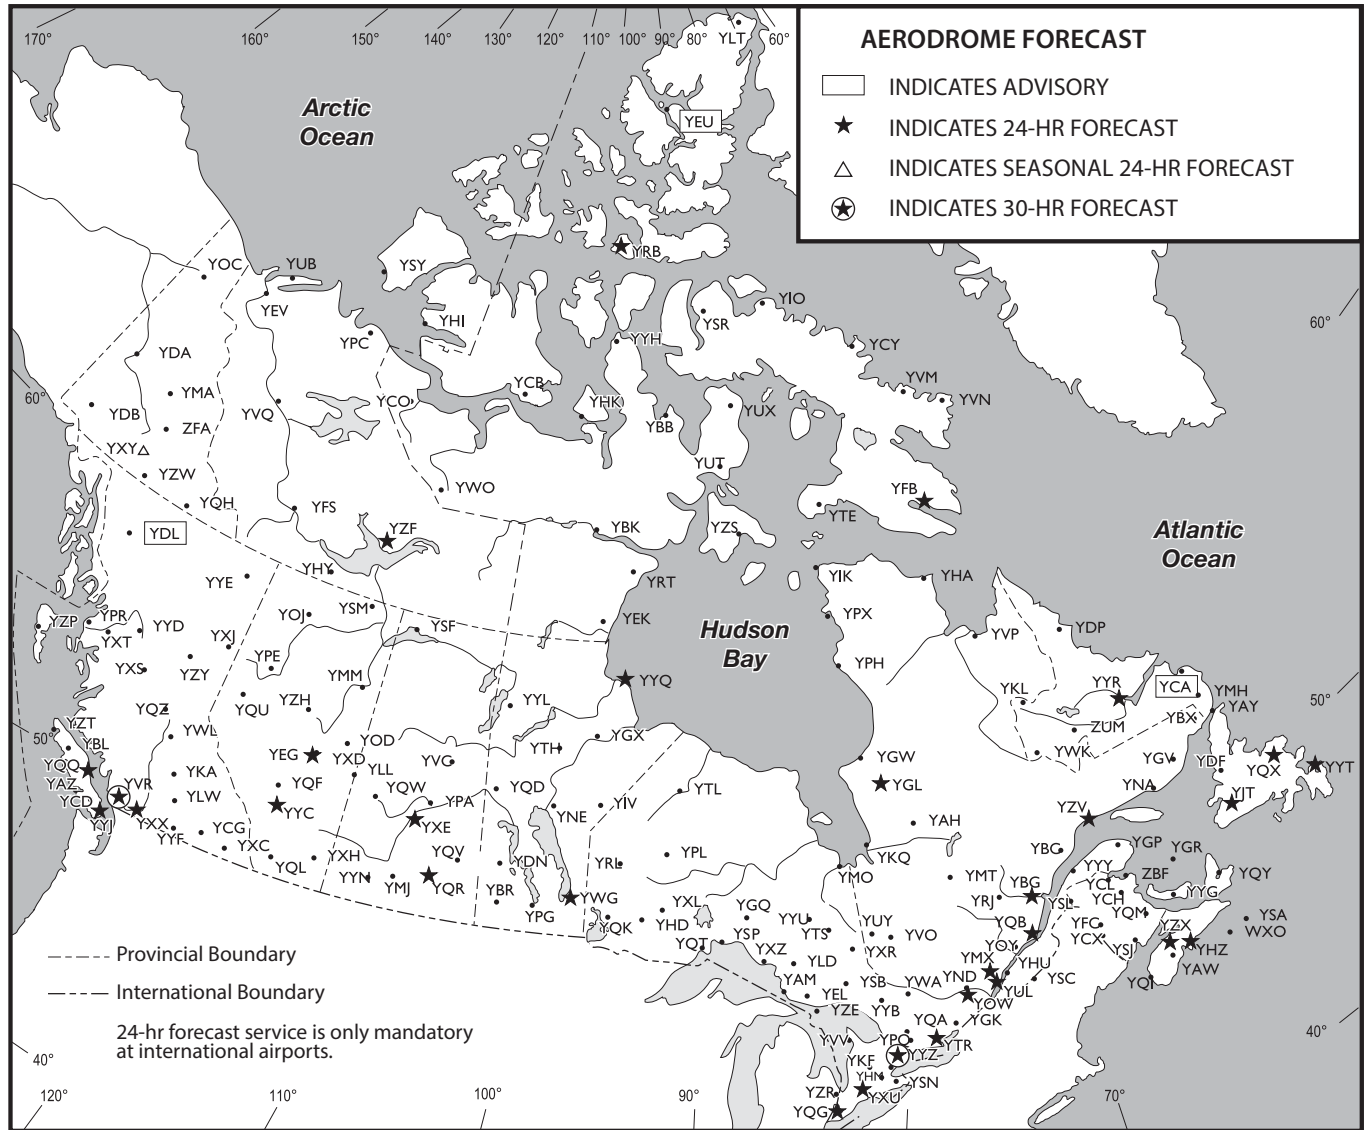 170°
160°
150°
140°
130°
120°
110°
100°
90°
80°
60°
YLT
AERODROME FORECAST
INDICATES ADVISORY
INDICATES 24-HR FORECAST
INDICATES SEASONAL 24-HR FORECAST
INDICATES 30-HR FORECAST
Arctic
Ocean
YEU
YRB
YOC
YUB
YSY
YEV
YIO
YHI
YSR
60°
YPC
YYH
YCY
YDA
YVM
YCB
YMA
60°
YVQ
YCO
YHK
YUX
YVN
YDB
YBB
ZFA
YXY
YUT
YZW
YWO
YFB
YQH
YFS
YTE
YZF
YBK
YZS
YDL
Atlantic
Ocean
YYE
YHY
YRT
YIK
YHA
YOJ
YSM
YZP
YPR
YEK
YPX
YXT
YYD
YXJ
YSF
Hudson
Bay
YVP
YDP
YXS
YZY
YPE
YPH
YMM
YYQ
YYR
YCA
YMH
50°
YQU
YZH
YYL
YKL
YAY
YQZ
YBX
YZT
ZUM
50°
YWL
YBL
YEG
YOD
YTH
YGX
YWK
YQQ
YXD
YVC
YGW
YGV
YDF
YQX
YYT
YKA
YLL
YAZ
YVR
YQF
YQW
YQD
YTL
YGL
YNA
YCD
YLW
YPA
YJT
YYJ
YYC
YNE
YIV
YZV
YXX
YXE
YAH
YYF
YCG
YXC
YXH
YQV
YDN
YRL
YPL
YKQ
YBC
YGP
YGR
YQL
YMO
YYY
ZBF
YQY
YYN
YMJ
YQR
YBR
YMT
YBG
YCL
YWG
YRJ
YSL
YCH
YYG
YPG
YXL
YGQ
YQM
YSA
YQK
YHD
YYU
YUY
YQB
YFC
YZX
WXO
YSP
YTS
YVO
YCX
YQT
YXZ
YXR
YOY
YSJ
YHZ
YLD
YMX
YHU
YAW
YSB
YWA
YND
YSC
YQI
YAM
YEL
YUL
YZE
YYB
YOW
YQA
YGK
40°
YVV
YPQ
YTR
YYZ
YKF
YHM
YSN
YZR
YXU
YQG
Provincial Boundary
International Boundary
24-hr forecast service is only mandatory
at international airports.
40°
120°
110°
100°
90°
70°